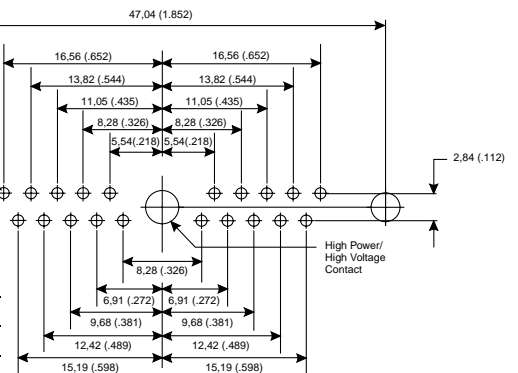 47,04 (1.852)
16,56 (.652) 16,56 (.652)
13,82 (.544) 13,82 (.544)
11,05 (.435) 11,05 (.435)
8,28 (.326) 8,28 (.326)
5,54(.218) 5,54(.218)
2,84 (.112)
High Power/
High Voltage
Contact
8,28 (.326)
6,91 (.272) 6,91 (.272)
9,68 (.381) 9,68 (.381)
12,42 (.489) 12,42 (.489)
15,19 (.598) 15,19 (.598)